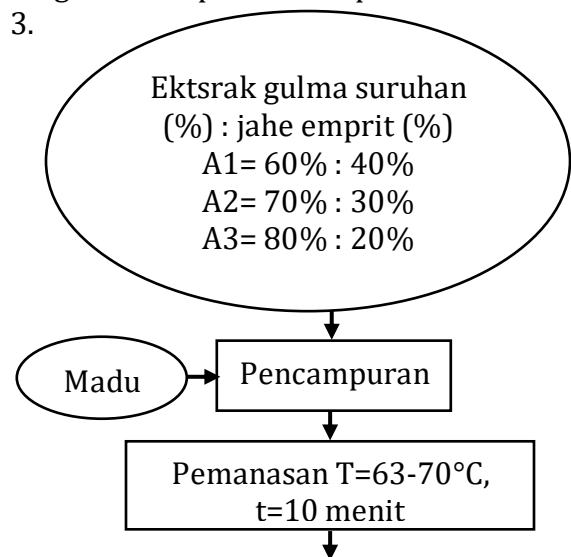 3.
Ektsrak gulma suruhan
(%) : jahe emprit (%)
A1= 60% : 40%
A2= 70% : 30%
A3= 80% : 20%
Madu
Pencampuran
Pemanasan T=63-70°C,
t=10 menit